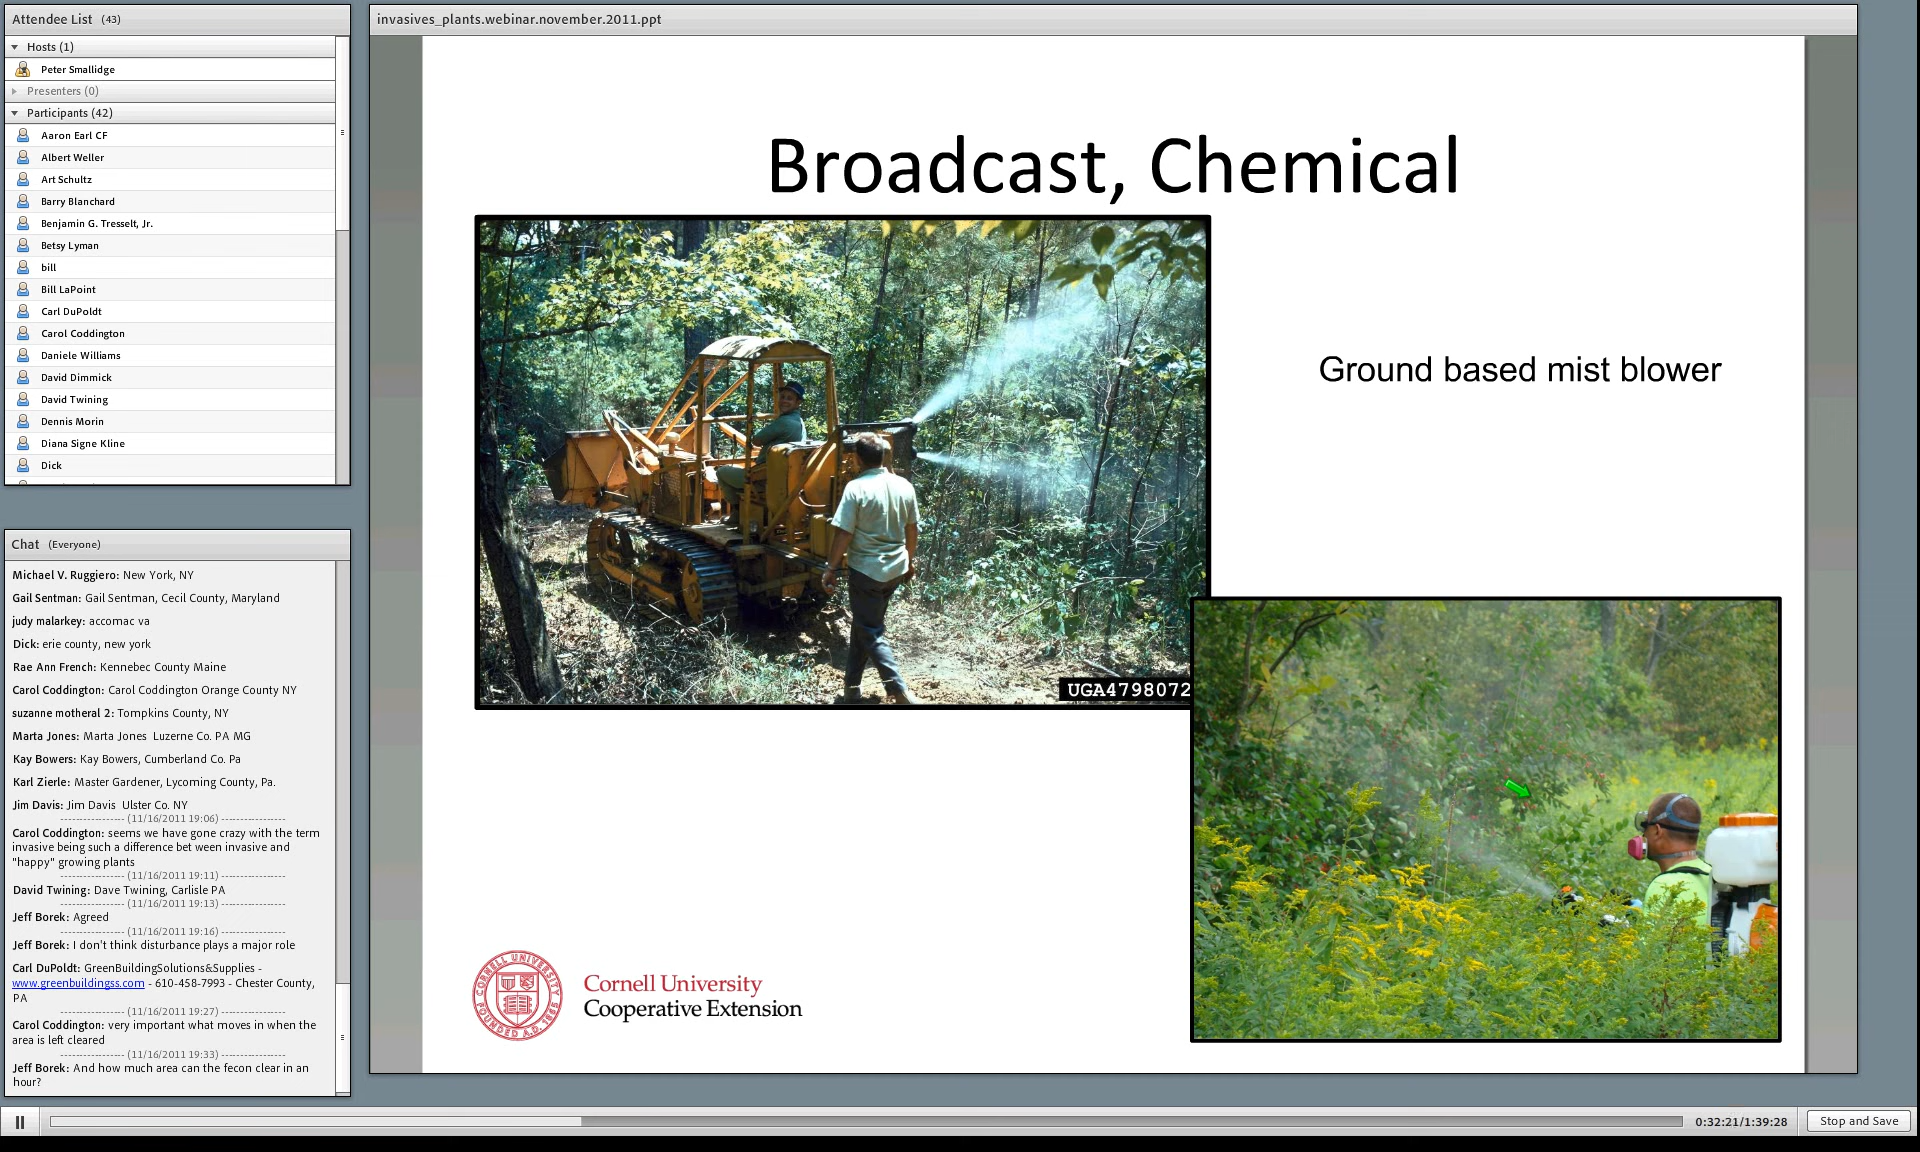 Attendee List (43)
Hosts (1)
Peter Smallidge
Presenters (0)
Participants (42)
Aaron Earl CF
Albert Weller
Art Schultz
Barry Blanchard
Benjamin G. Tresselt, Jr.
Betsy Lyman
bill
Bill LaPoint
Carl DuPoldt
Carol Coddington
Daniele Williams
David Dimmick
David Twining
Dennis Morin
Diana Signe Kline
Dick
Chat (Everyone)
Michael V. Ruggiero: New York, NY
Gail Sentman: Gail Sentman, Cecil County, Maryland
judy malarkey: accomac va
Dick: erie county, new york
Rae Ann French: Kennebec County Maine
Carol Coddington: Carol Coddington Orange County NY
suzanne motheral 2: Tompkins County, NY
Marta Jones: Marta Jones Luzerne Co. PA MG
Kay Bowers: Kay Bowers, Cumberland Co. Pa
Karl Zierle: Master Gardener, Lycoming County, Pa.
Jim Davis: Jim Davis Ulster Co. NY
----------------- (11/16/2011 19:06) -----------------
Carol Coddington: seems we have gone crazy with the term
invasive being such a difference bet ween invasive and
"happy" growing plants
----------------- (11/16/2011 19:11) -----------------
David Twining: Dave Twining, Carlisle PA
----------------- (11/16/2011 19:13) -----------------
Jeff Borek: Agreed
----------------- (11/16/2011 19:16) -----------------
Jeff Borek: I don't think disturbance plays a major role
Carl DuPoldt: GreenBuildingSolutions&Supplies -
www.greenbuildingss.com - 610-458-7993 - Chester County,
PA
----------------- (11/16/2011 19:27) -----------------
Carol Coddington: very important what moves in when the
area is left cleared
----------------- (11/16/2011 19:33) -----------------
Jeff Borek: And how much area can the fecon clear in an
hour?
invasives_plants.webinar.november.2011.ppt
Broadcast, Chemical
Ground based mist blower
UGA4798072
CORNELL UNIVERSITY
FOUNDED A.D. 1865
Cornell University
Cooperative Extension
0:32:21/1:39:28
Stop and Save